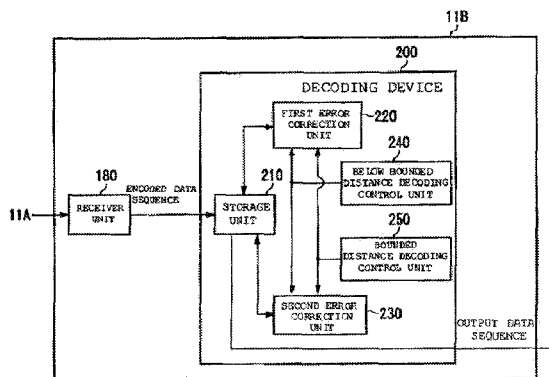 11B
200
DECODING DEVICE
FIRST ERROR
CORRECTION
UNIT
220
240
BELOW BOUNDED
DISTANCE DECODING
CONTROL UNIT
180
ENCODED DATA
SEQUENCE
210
11A
RECEIVER
UNIT
STORAGE
UNIT
250
BOUNDED
DISTANCE DECODING
CONTROL UNIT
SECOND ERROR
CORRECTION
UNIT
230
OUTPUT DATA
SEQUENCE